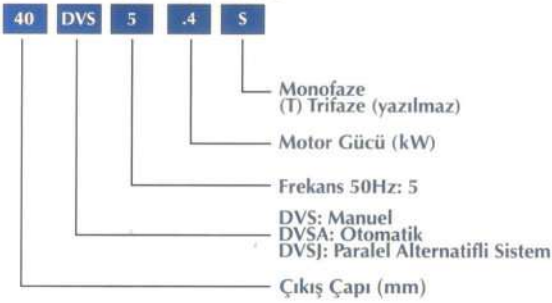 40 DVS 5 .4 S
Monofaze
(T) Trifaze (yazılmaz)
Motor Gücü (kW)
Frekans 50Hz: 5
DVS: Manuel
DVSA: Otomatik
DVSJ: Paralel Alternatifli Sistem
Çıkış Çapı (mm)